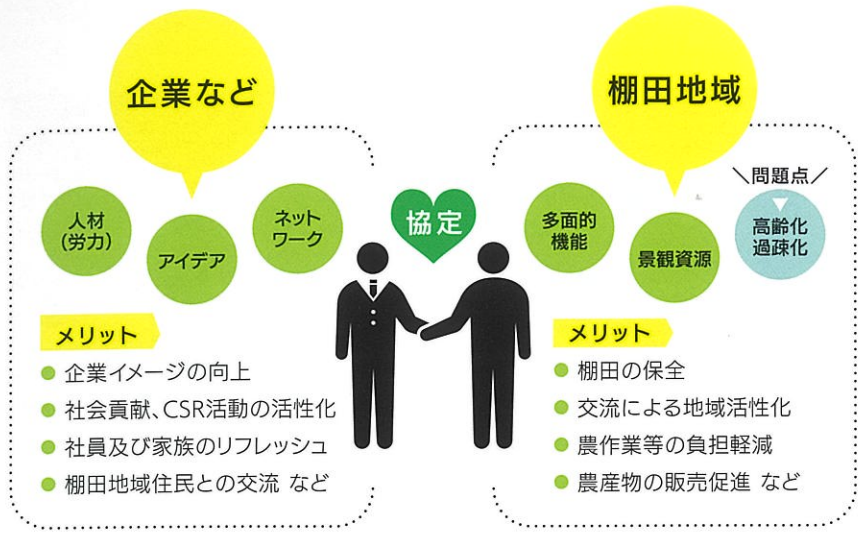 企業など
人材
(労力)
アイデア
ネット
ワーク
メリット
企業イメージの向上
社会貢献、CSR活動の活性化
社員及び家族のリフレッシュ
棚田地域住民との交流 など
協定
棚田地域
多面的
機能
景観資源
＼問題点／
高齢化
過疎化
メリット
棚田の保全
交流による地域活性化
農作業等の負担軽減
農産物の販売促進 など